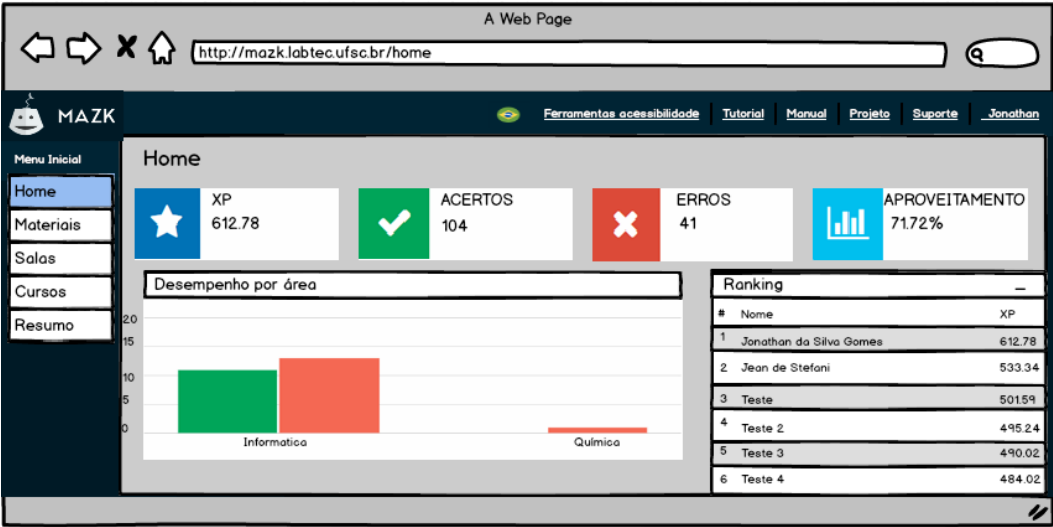 A Web Page
http://mazk.labtec.ufsc.br/home
MAZK
Ferramentas acessibilidade Tutorial Manual Projeto Suporte Jonathan
Menu Inicial
Home
Materiais
Salas
Cursos
Resumo
Home
XP
612.78
ACERTOS
104
ERROS
41
APROVEITAMENTO
71.72%
Desempenho por área
20
15
10
5
0
Informatica Química
Ranking
# Nome XP
1 Jonathan da Silva Gomes 612.78
2 Jean de Stefani 533.34
3 Teste 501.59
4 Teste 2 495.24
5 Teste 3 490.02
6 Teste 4 484.02